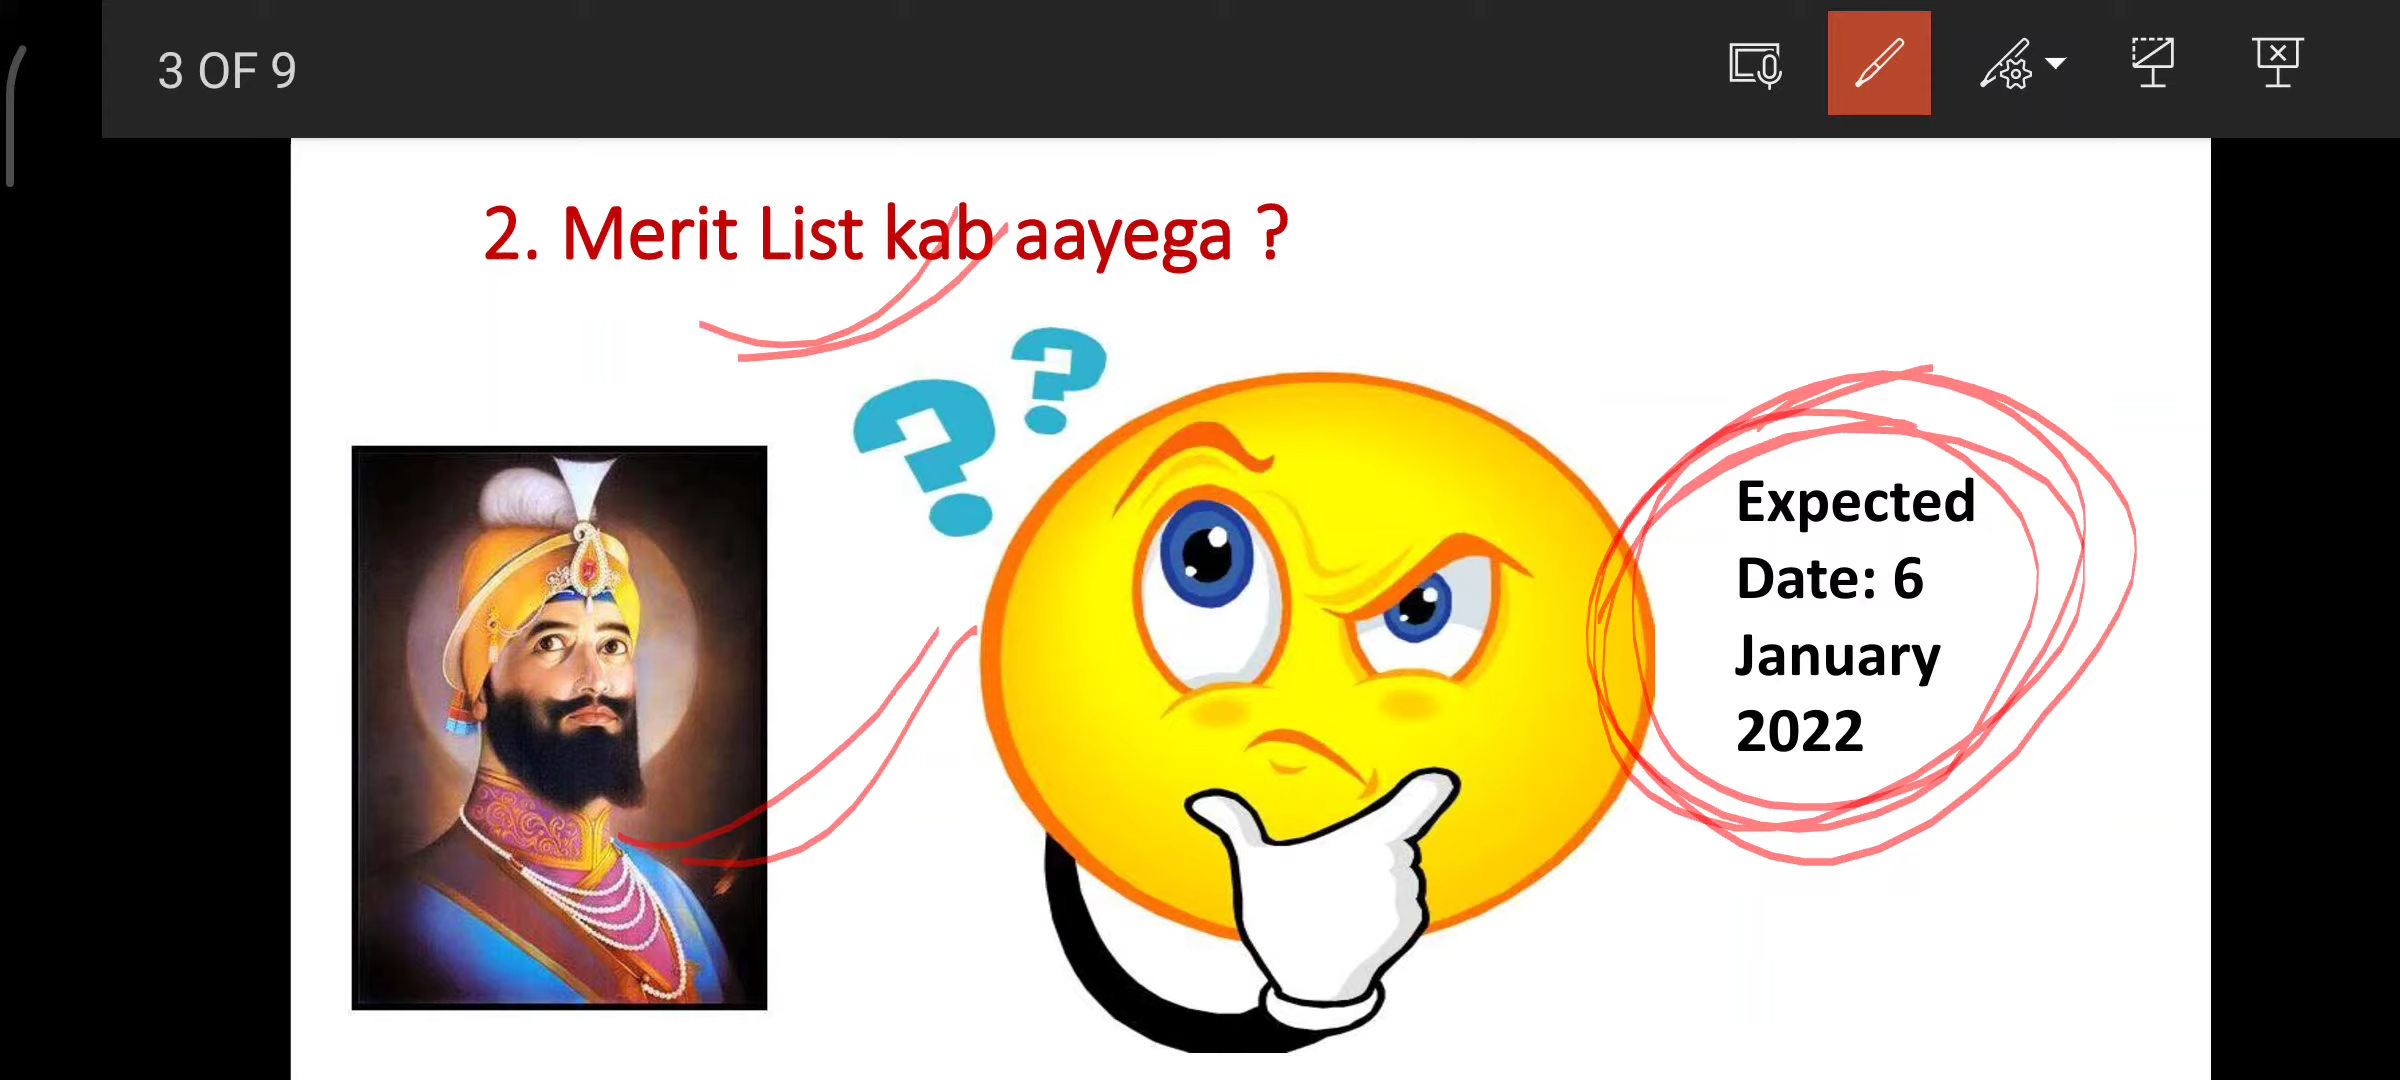 3 OF 9
2. Merit List kab aayega ?
Expected
Date: 6
January
2022